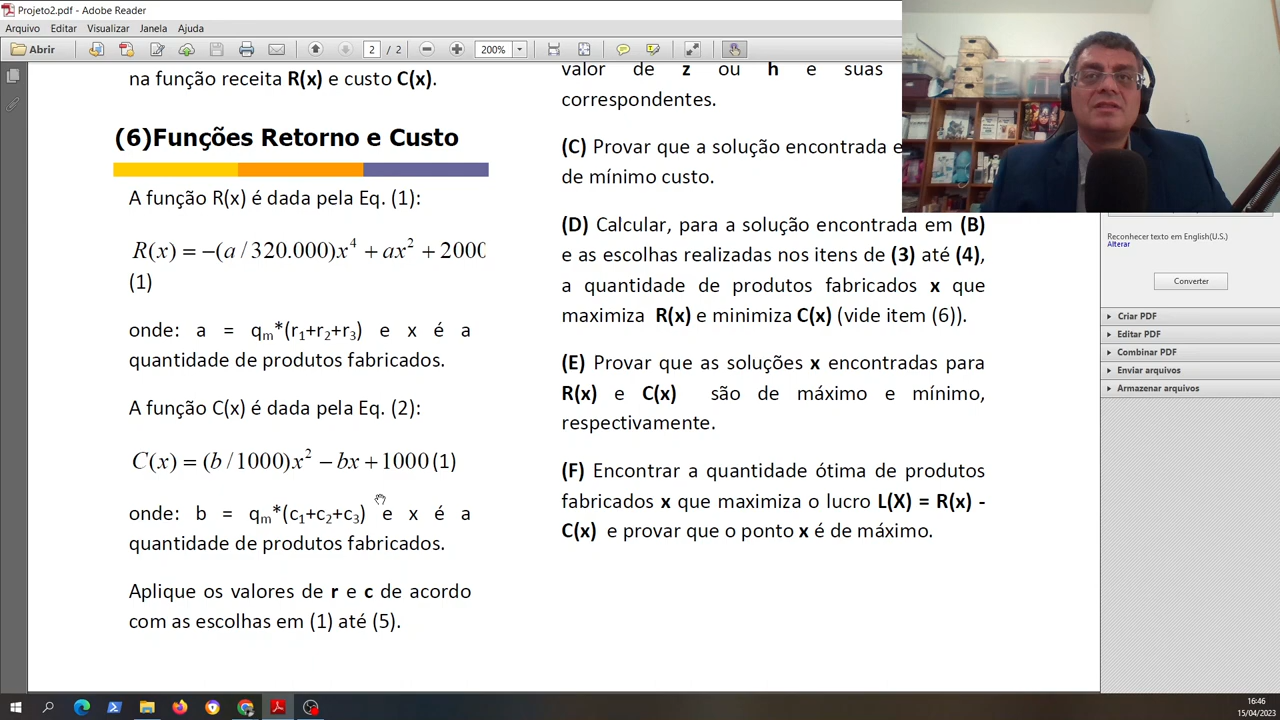 Projeto2.pdf - Adobe Reader
Arquivo Editar Visualizar Janela Ajuda
Abrir 2 / 2 200%
na função receita R(x) e custo C(x).
(6)Funções Retorno e Custo
A função R(x) é dada pela Eq. (1):
R(x) = −(a / 320.000)x⁴ + ax² + 2000
(1)
onde: a = qₘ*(r₁+r₂+r₃) e x é a
quantidade de produtos fabricados.
A função C(x) é dada pela Eq. (2):
C(x) = (b / 1000)x² − bx + 1000 (1)
onde: b = qₘ*(c₁+c₂+c₃) e x é a
quantidade de produtos fabricados.
Aplique os valores de r e c de acordo
com as escolhas em (1) até (5).
valor de z ou h e suas
correspondentes.
(C) Provar que a solução encontrada e
de mínimo custo.
(D) Calcular, para a solução encontrada em (B)
e as escolhas realizadas nos itens de (3) até (4),
a quantidade de produtos fabricados x que
maximiza R(x) e minimiza C(x) (vide item (6)).
(E) Provar que as soluções x encontradas para
R(x) e C(x) são de máximo e mínimo,
respectivamente.
(F) Encontrar a quantidade ótima de produtos
fabricados x que maximiza o lucro L(X) = R(x) -
C(x) e provar que o ponto x é de máximo.
Reconhecer texto em English(U.S.)
Alterar
Converter
Criar PDF
Editar PDF
Combinar PDF
Enviar arquivos
Armazenar arquivos
16:46
15/04/2023